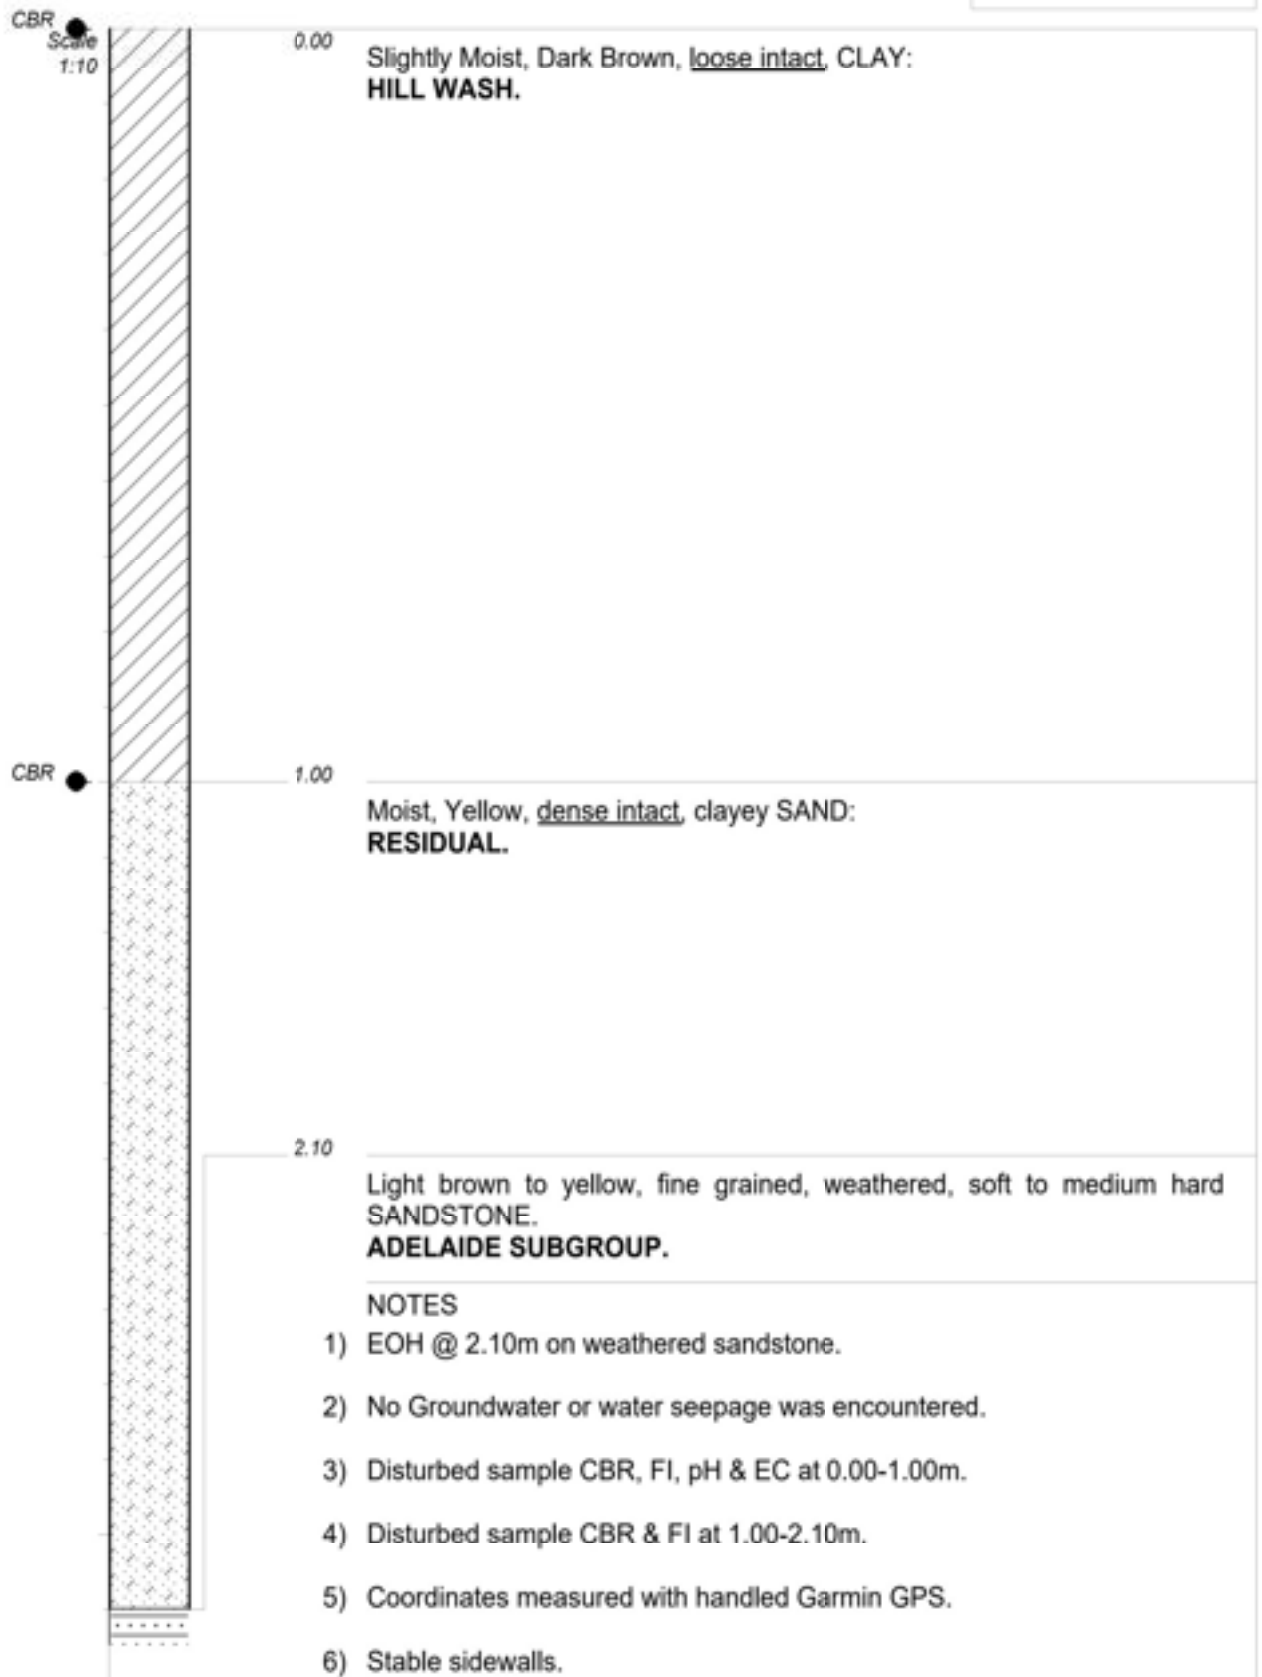 CBR
Scale
1:10
0.00
Slightly Moist, Dark Brown, loose intact, CLAY:
HILL WASH.
CBR
1.00
Moist, Yellow, dense intact, clayey SAND:
RESIDUAL.
2.10
Light brown to yellow, fine grained, weathered, soft to medium hard
SANDSTONE.
ADELAIDE SUBGROUP.
NOTES
1) EOH @ 2.10m on weathered sandstone.
2) No Groundwater or water seepage was encountered.
3) Disturbed sample CBR, FI, pH & EC at 0.00-1.00m.
4) Disturbed sample CBR & FI at 1.00-2.10m.
5) Coordinates measured with handled Garmin GPS.
6) Stable sidewalls.